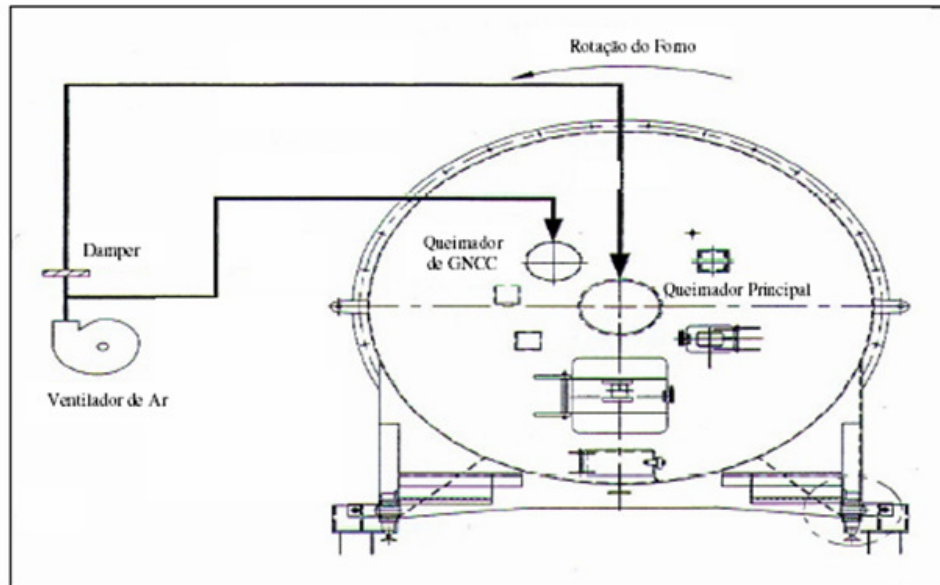 Rotação do Forno
Damper
Queimador
de GNCC
Queimador Principal
Ventilador de Ar